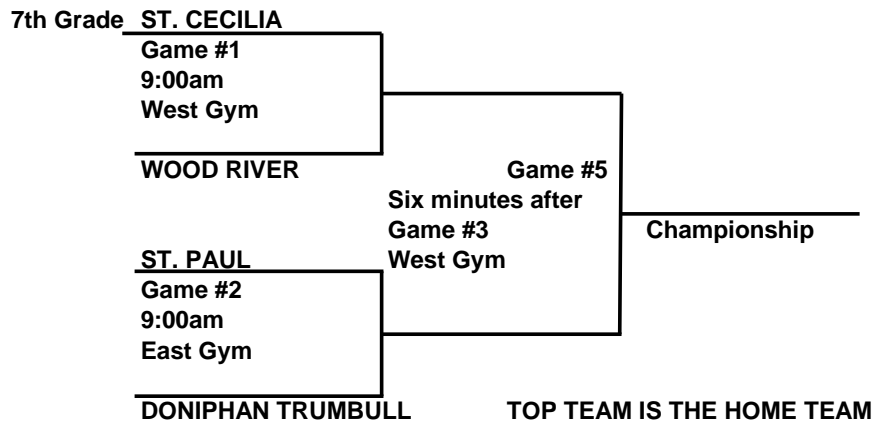 7th Grade ST. CECILIA
Game #1
9:00am
West Gym
WOOD RIVER
Game #5
Six minutes after
Game #3
West Gym
Championship
ST. PAUL
Game #2
9:00am
East Gym
DONIPHAN TRUMBULL
TOP TEAM IS THE HOME TEAM